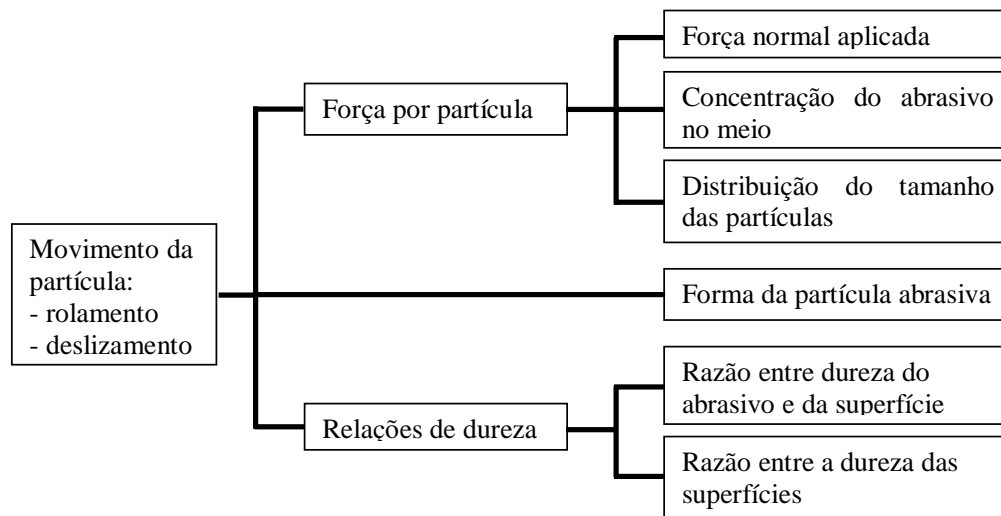 Força normal aplicada
Força por partícula
Concentração do abrasivo
no meio
Distribuição do tamanho
das partículas
Movimento da
partícula:
- rolamento
- deslizamento
Forma da partícula abrasiva
Relações de dureza
Razão entre dureza do
abrasivo e da superfície
Razão entre a dureza das
superfícies